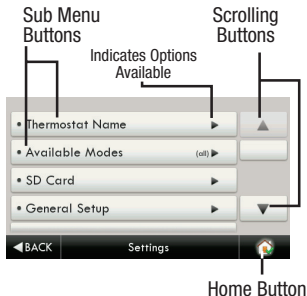 Sub Menu
Buttons
Scrolling
Buttons
Indicates Options
Available
• Thermostat Name
• Available Modes (all)
• SD Card
• General Setup
BACK Settings
Home Button